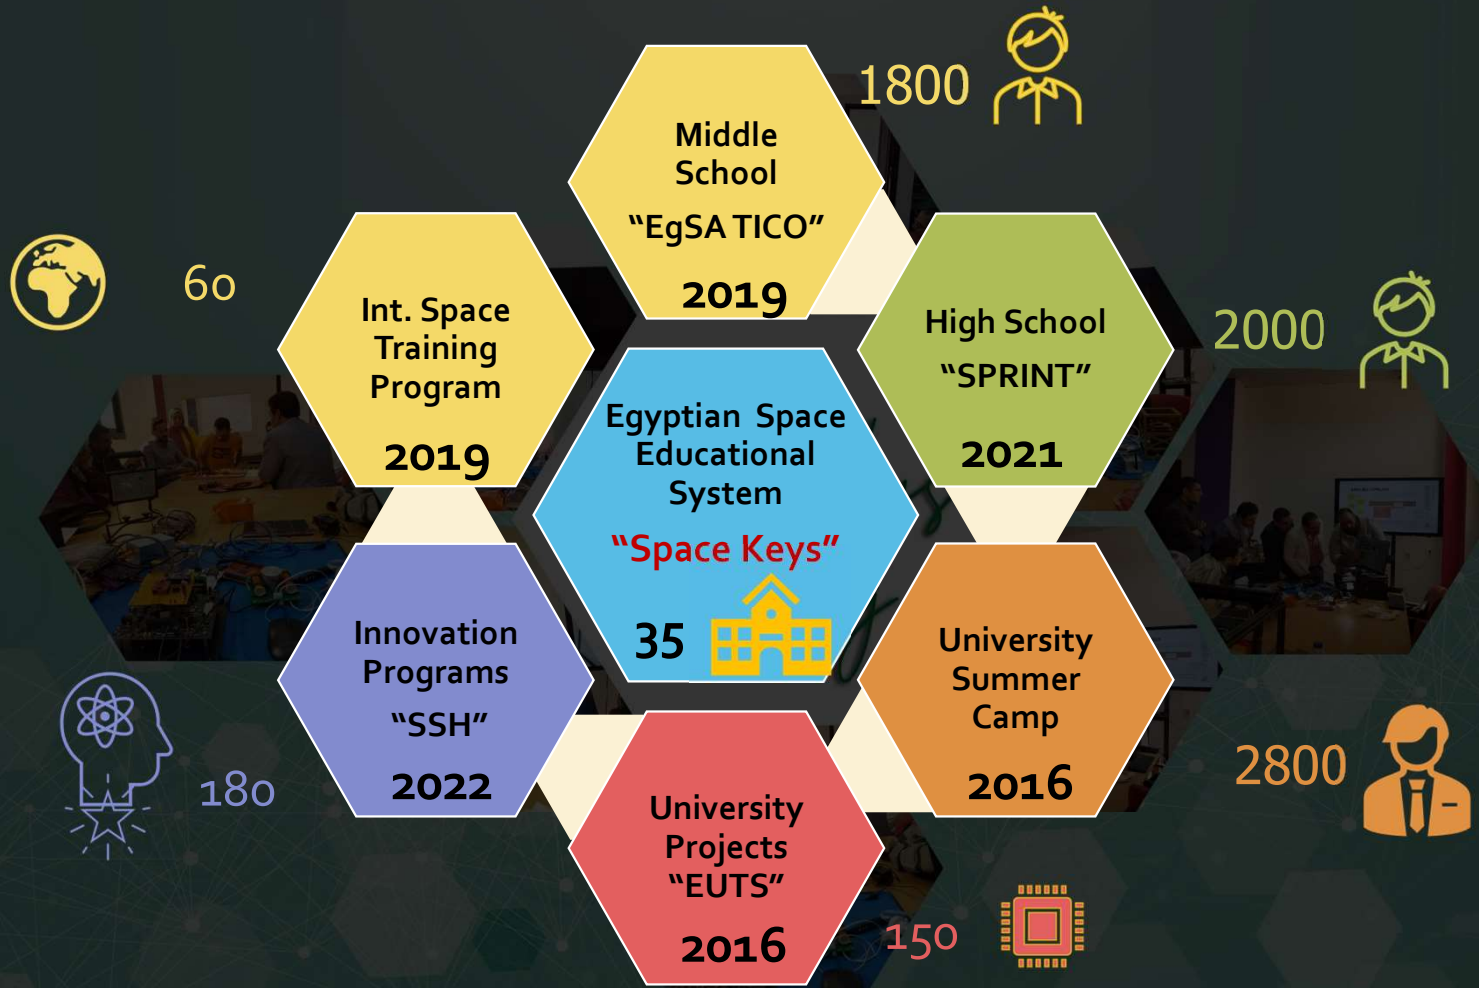 1800
Middle
School
“EgSA TICO”
2019
60
Int. Space
Training
Program
2019
High School
“SPRINT”
2021
2000
Egyptian Space
Educational
System
“Space Keys”
35
Innovation
Programs
“SSH”
2022
180
University
Summer
Camp
2016
2800
University
Projects
“EUTS”
2016
150